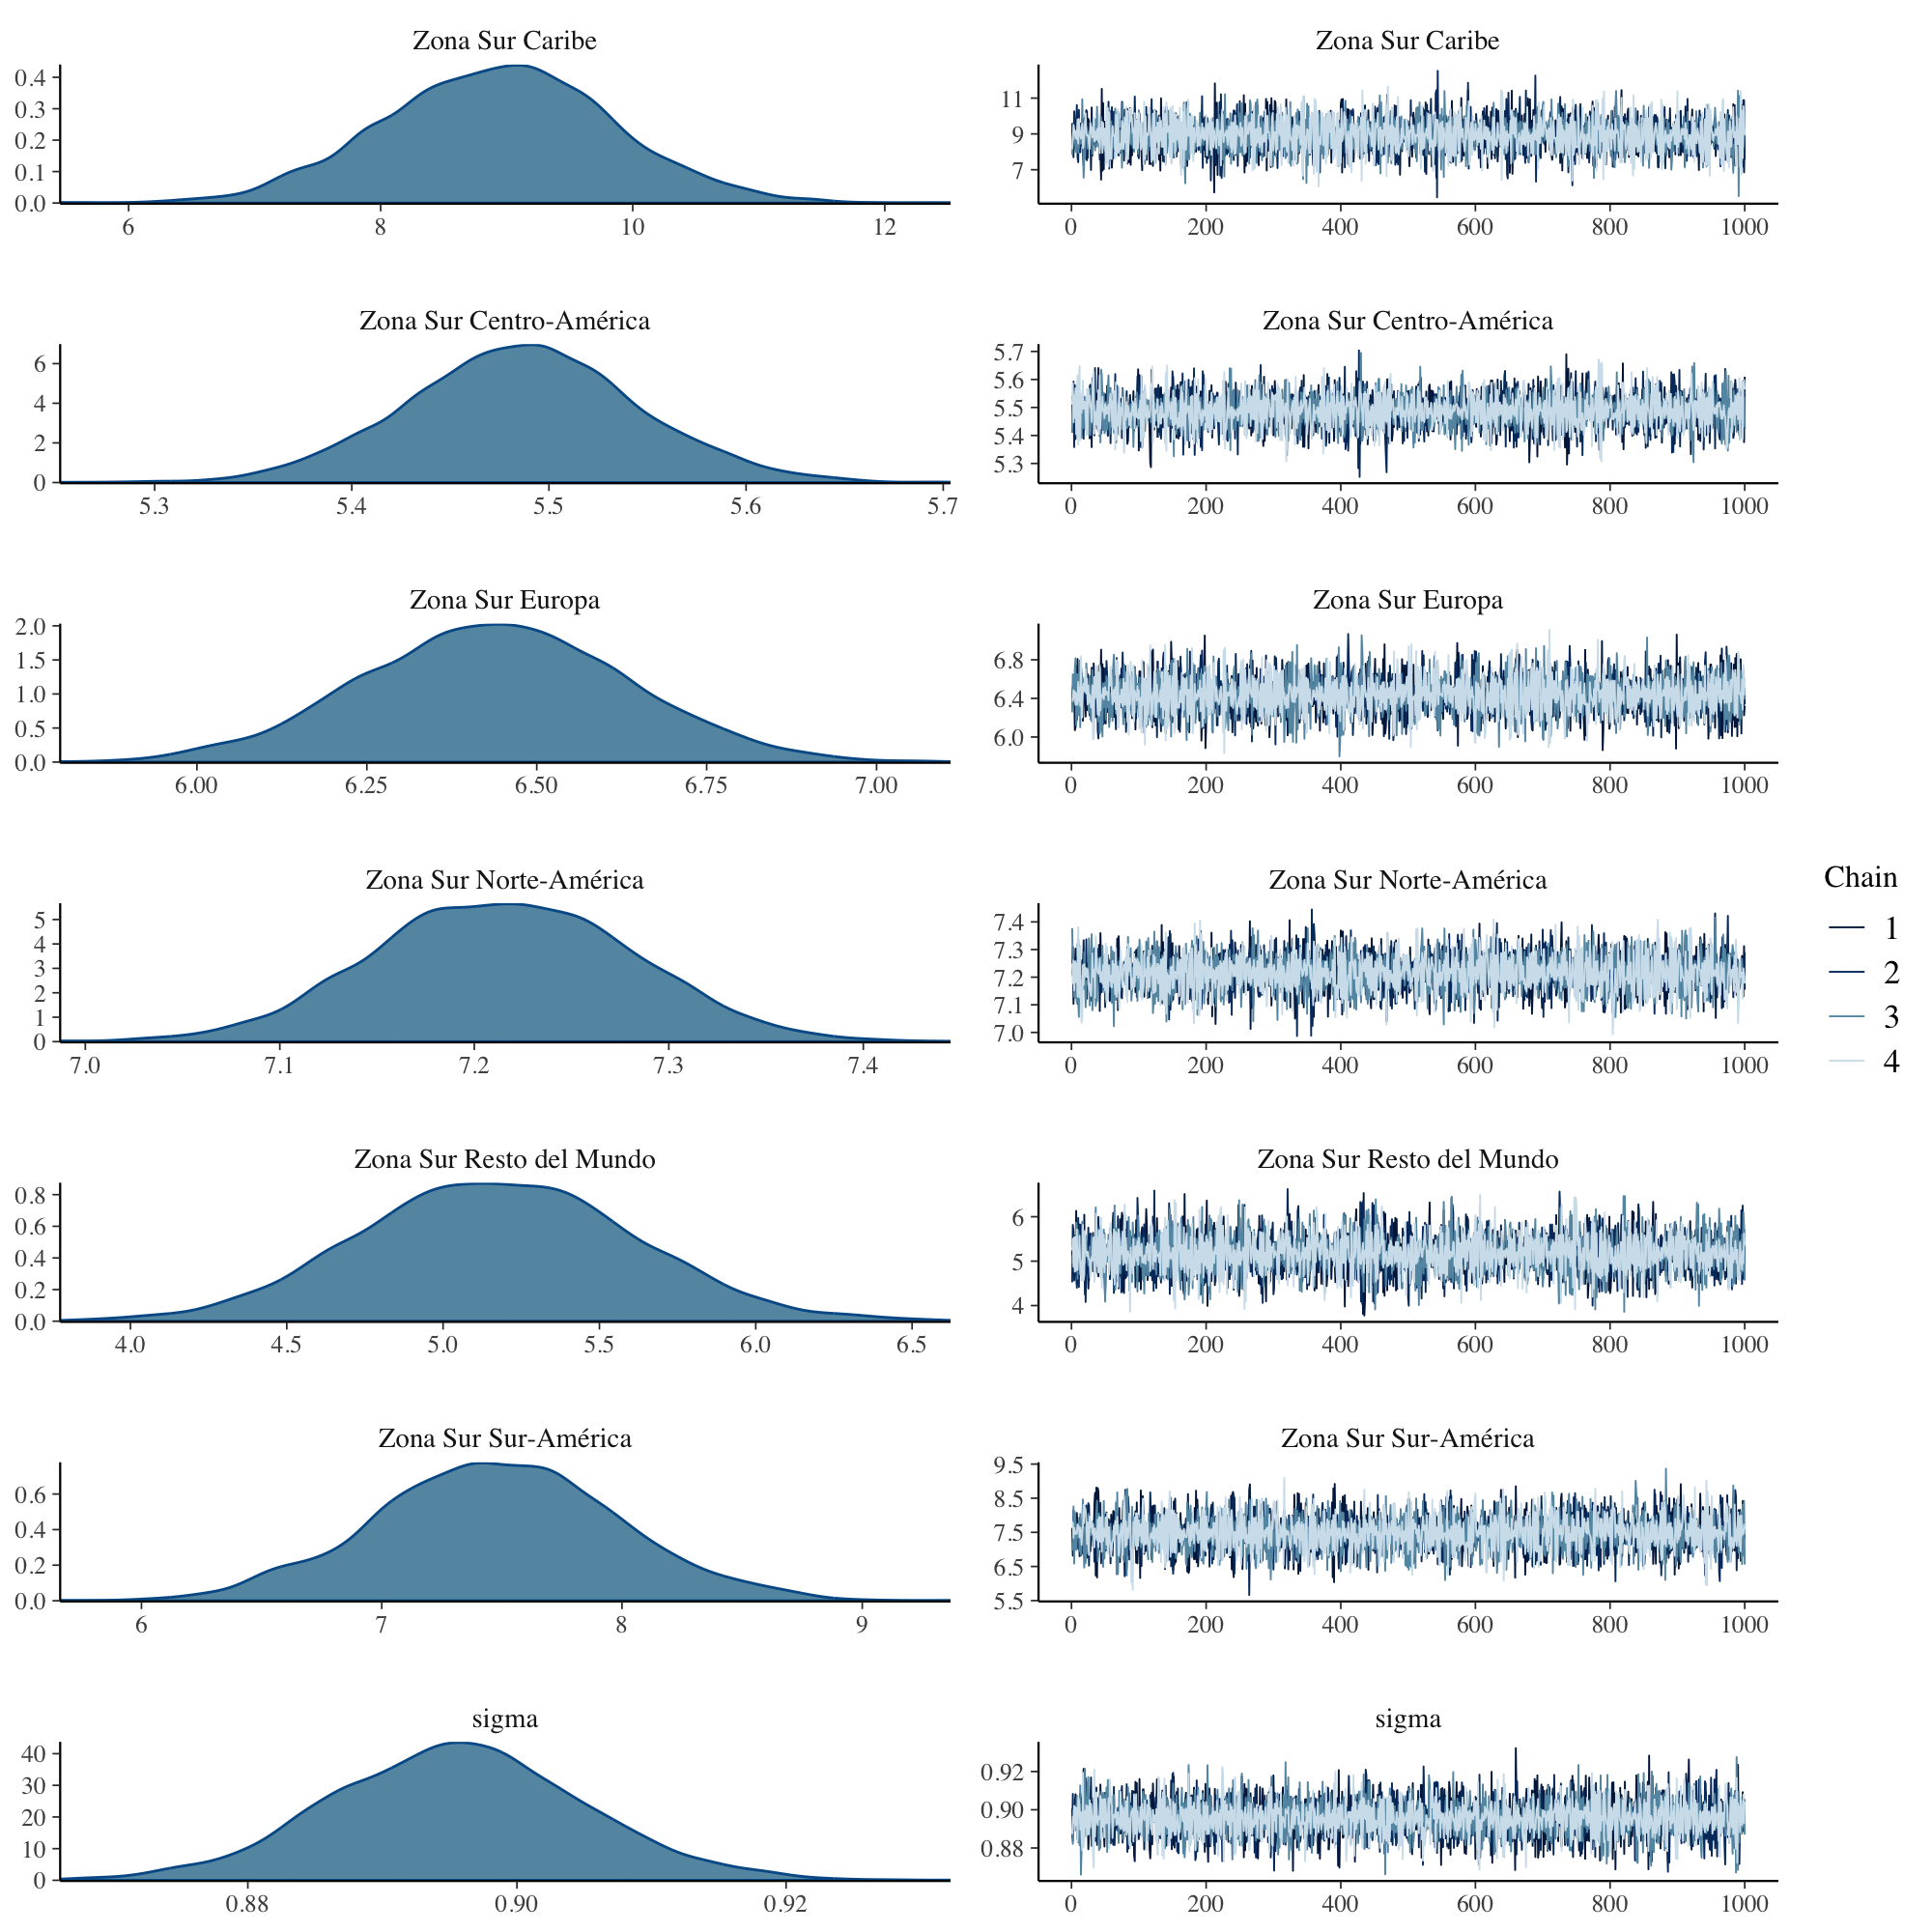 Zona Sur Caribe
0.4
0.3
0.2
0.1
0.0
6 8 10 12
Zona Sur Caribe
11
9
7
0 200 400 600 800 1000
Zona Sur Centro-América
6
4
2
0
5.3 5.4 5.5 5.6 5.7
Zona Sur Centro-América
5.7
5.6
5.5
5.4
5.3
0 200 400 600 800 1000
Zona Sur Europa
2.0
1.5
1.0
0.5
0.0
6.00 6.25 6.50 6.75 7.00
Zona Sur Europa
6.8
6.4
6.0
0 200 400 600 800 1000
Zona Sur Norte-América
5
4
3
2
1
0
7.0 7.1 7.2 7.3 7.4
Zona Sur Norte-América
7.4
7.3
7.2
7.1
7.0
0 200 400 600 800 1000
Chain
1
2
3
4
Zona Sur Resto del Mundo
0.8
0.6
0.4
0.2
0.0
4.0 4.5 5.0 5.5 6.0 6.5
Zona Sur Resto del Mundo
6
5
4
0 200 400 600 800 1000
Zona Sur Sur-América
0.6
0.4
0.2
0.0
6 7 8 9
Zona Sur Sur-América
9.5
8.5
7.5
6.5
5.5
0 200 400 600 800 1000
sigma
40
30
20
10
0
0.88 0.90 0.92
sigma
0.92
0.90
0.88
0 200 400 600 800 1000